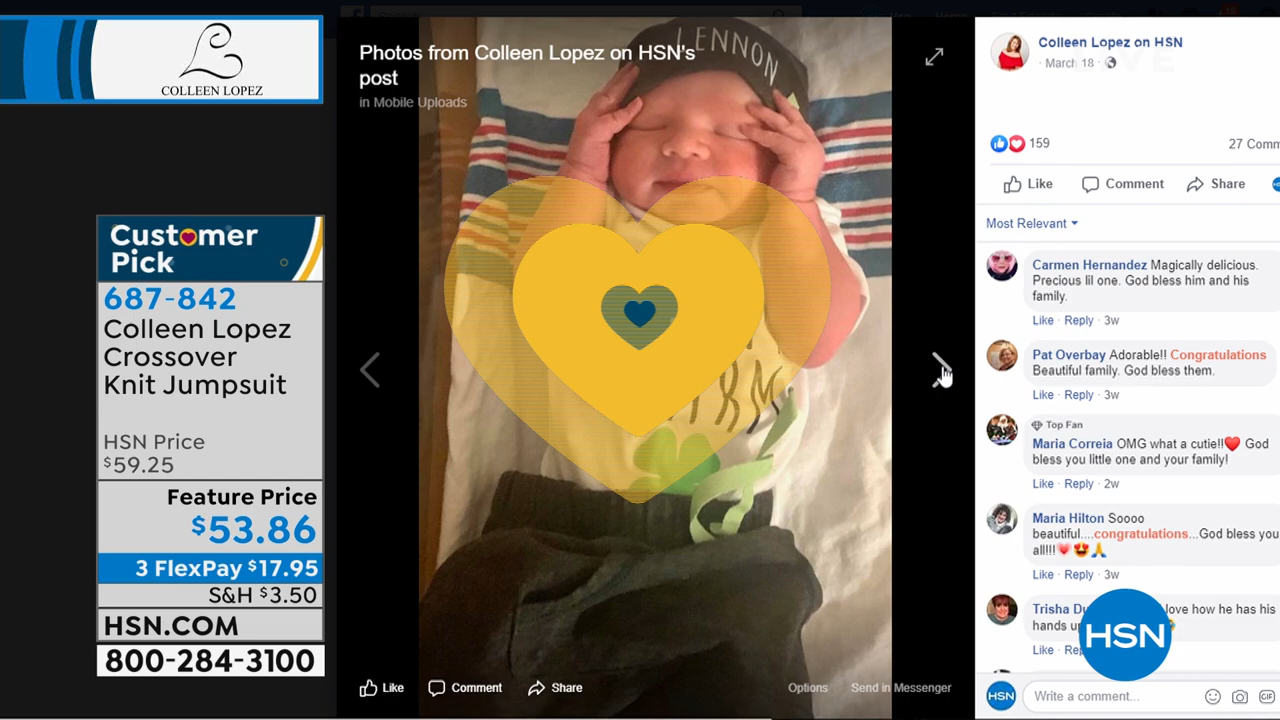 COLLEEN LOPEZ
Customer
Pick
687-842
Colleen Lopez
Crossover
Knit Jumpsuit
HSN Price
$59.25
Feature Price
$53.86
3 FlexPay $17.95
S&H $3.50
HSN.COM
800-284-3100
Photos from Colleen Lopez on HSN's
post
in Mobile Uploads
LENNON
Like Comment Share
Options Send in Messenger
Colleen Lopez on HSN
March 18 ·
159
27 Comm
Like Comment Share
Most Relevant
Carmen Hernandez Magically delicious.
Precious lil one. God bless him and his
family.
Like · Reply · 3w
Pat Overbay Adorable!! Congratulations
Beautiful family. God bless them.
Like · Reply · 3w
Top Fan
Maria Correia OMG what a cutie!!❤️ God
bless you little one and your family!
Like · Reply · 2w
Maria Hilton Soooo
beautiful....congratulations...God bless you
all!!!💗😍🙏
Like · Reply · 3w
Trisha love how he has his
hands
Like ·
HSN
HSN
Write a comment...
GIF